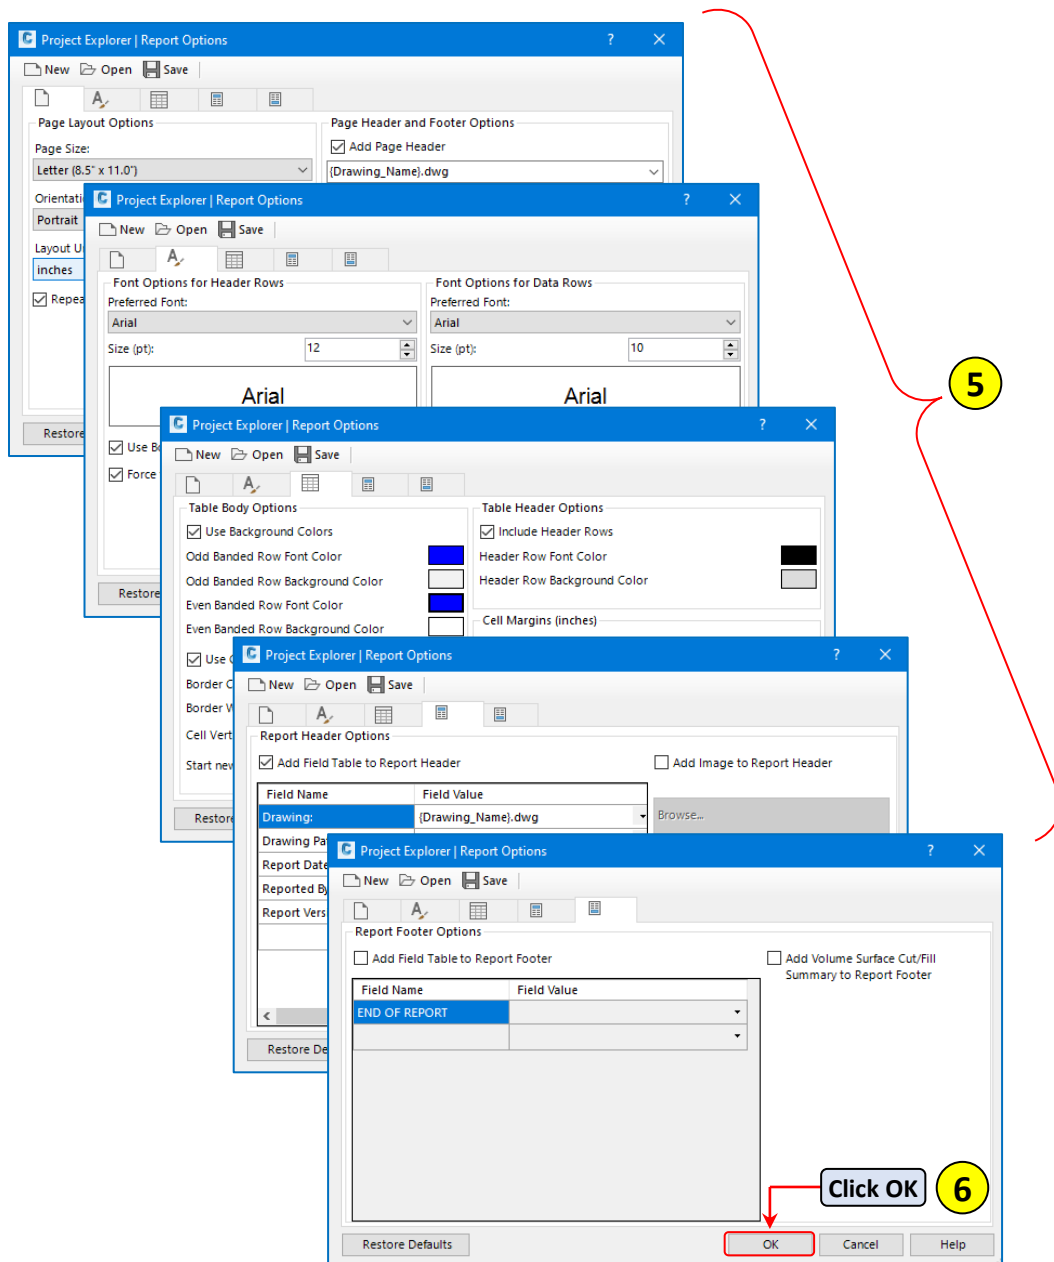 Project Explorer | Report Options ? ×
New Open Save
Page Layout Options
Page Size:
Letter (8.5" x 11.0")
Portrait
inches
Page Header and Footer Options
Add Page Header
{Drawing_Name}.dwg
Project Explorer | Report Options ? ×
New Open Save
Font Options for Header Rows
Preferred Font:
Arial
Size (pt): 12
Arial
Font Options for Data Rows
Preferred Font:
Arial
Size (pt): 10
Arial
Force
Project Explorer | Report Options ? ×
New Open Save
Table Body Options
Use Background Colors
Odd Banded Row Font Color
Odd Banded Row Background Color
Even Banded Row Font Color
Even Banded Row Background Color
Table Header Options
Include Header Rows
Header Row Font Color
Header Row Background Color
Cell Margins (inches)
Project Explorer | Report Options ? ×
New Open Save
Report Header Options
Add Field Table to Report Header
Field Name Field Value
Drawing: {Drawing_Name}.dwg
Report Date
Reported By
Add Image to Report Header
Browse...
Project Explorer | Report Options ? ×
New Open Save
Report Footer Options
Add Field Table to Report Footer
Field Name Field Value
END OF REPORT
Add Volume Surface Cut/Fill
Summary to Report Footer
Restore Defaults OK Cancel Help
5
Click OK 6